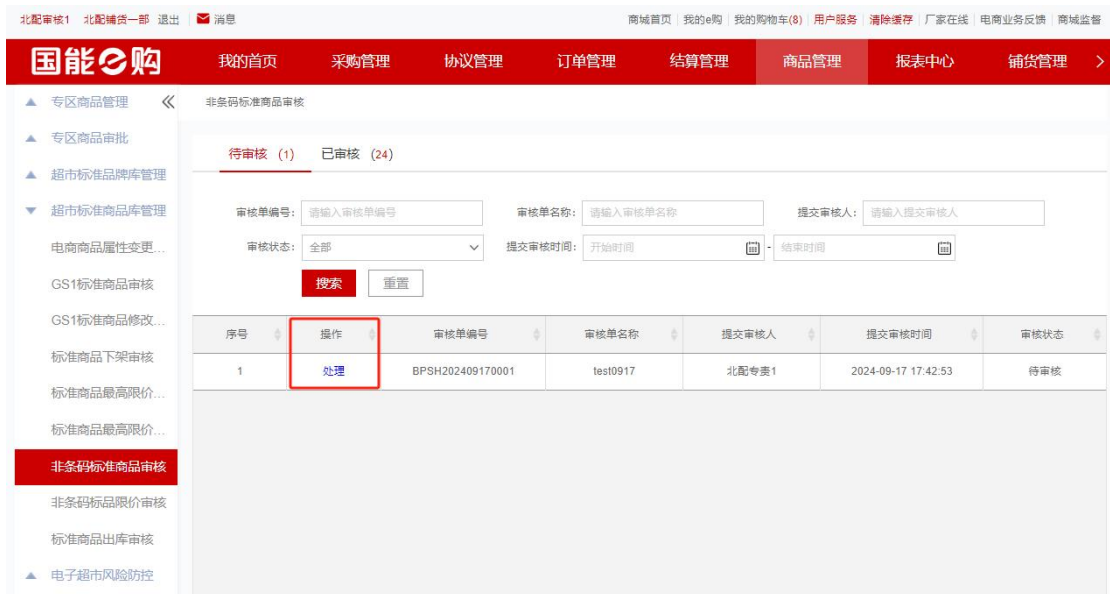 北配审核1 北配铺货一部 退出 消息 商城首页 我的e购 我的购物车(8) 用户服务 清除缓存 厂家在线 电商业务反馈 商城监督
国能e购 我的首页 采购管理 协议管理 订单管理 结算管理 商品管理 报表中心 铺货管理
专区商品管理
非条码标准商品审核
专区商品审批
待审核 (1) 已审核 (24)
超市标准品牌库管理
超市标准商品库管理
审核单编号: 请输入审核单编号 审核单名称: 请输入审核单名称 提交审核人: 请输入提交审核人
电商商品属性变更...
审核状态: 全部 提交审核时间: 开始时间 - 结束时间
GS1标准商品审核
搜索 重置
GS1标准商品修改...
序号 操作 审核单编号 审核单名称 提交审核人 提交审核时间 审核状态
标准商品下架审核
1 处理 BPSH202409170001 test0917 北配专责1 2024-09-17 17:42:53 待审核
标准商品最高限价...
标准商品最高限价...
非条码标准商品审核
非条码标品限价审核
标准商品出库审核
电子超市风险防控